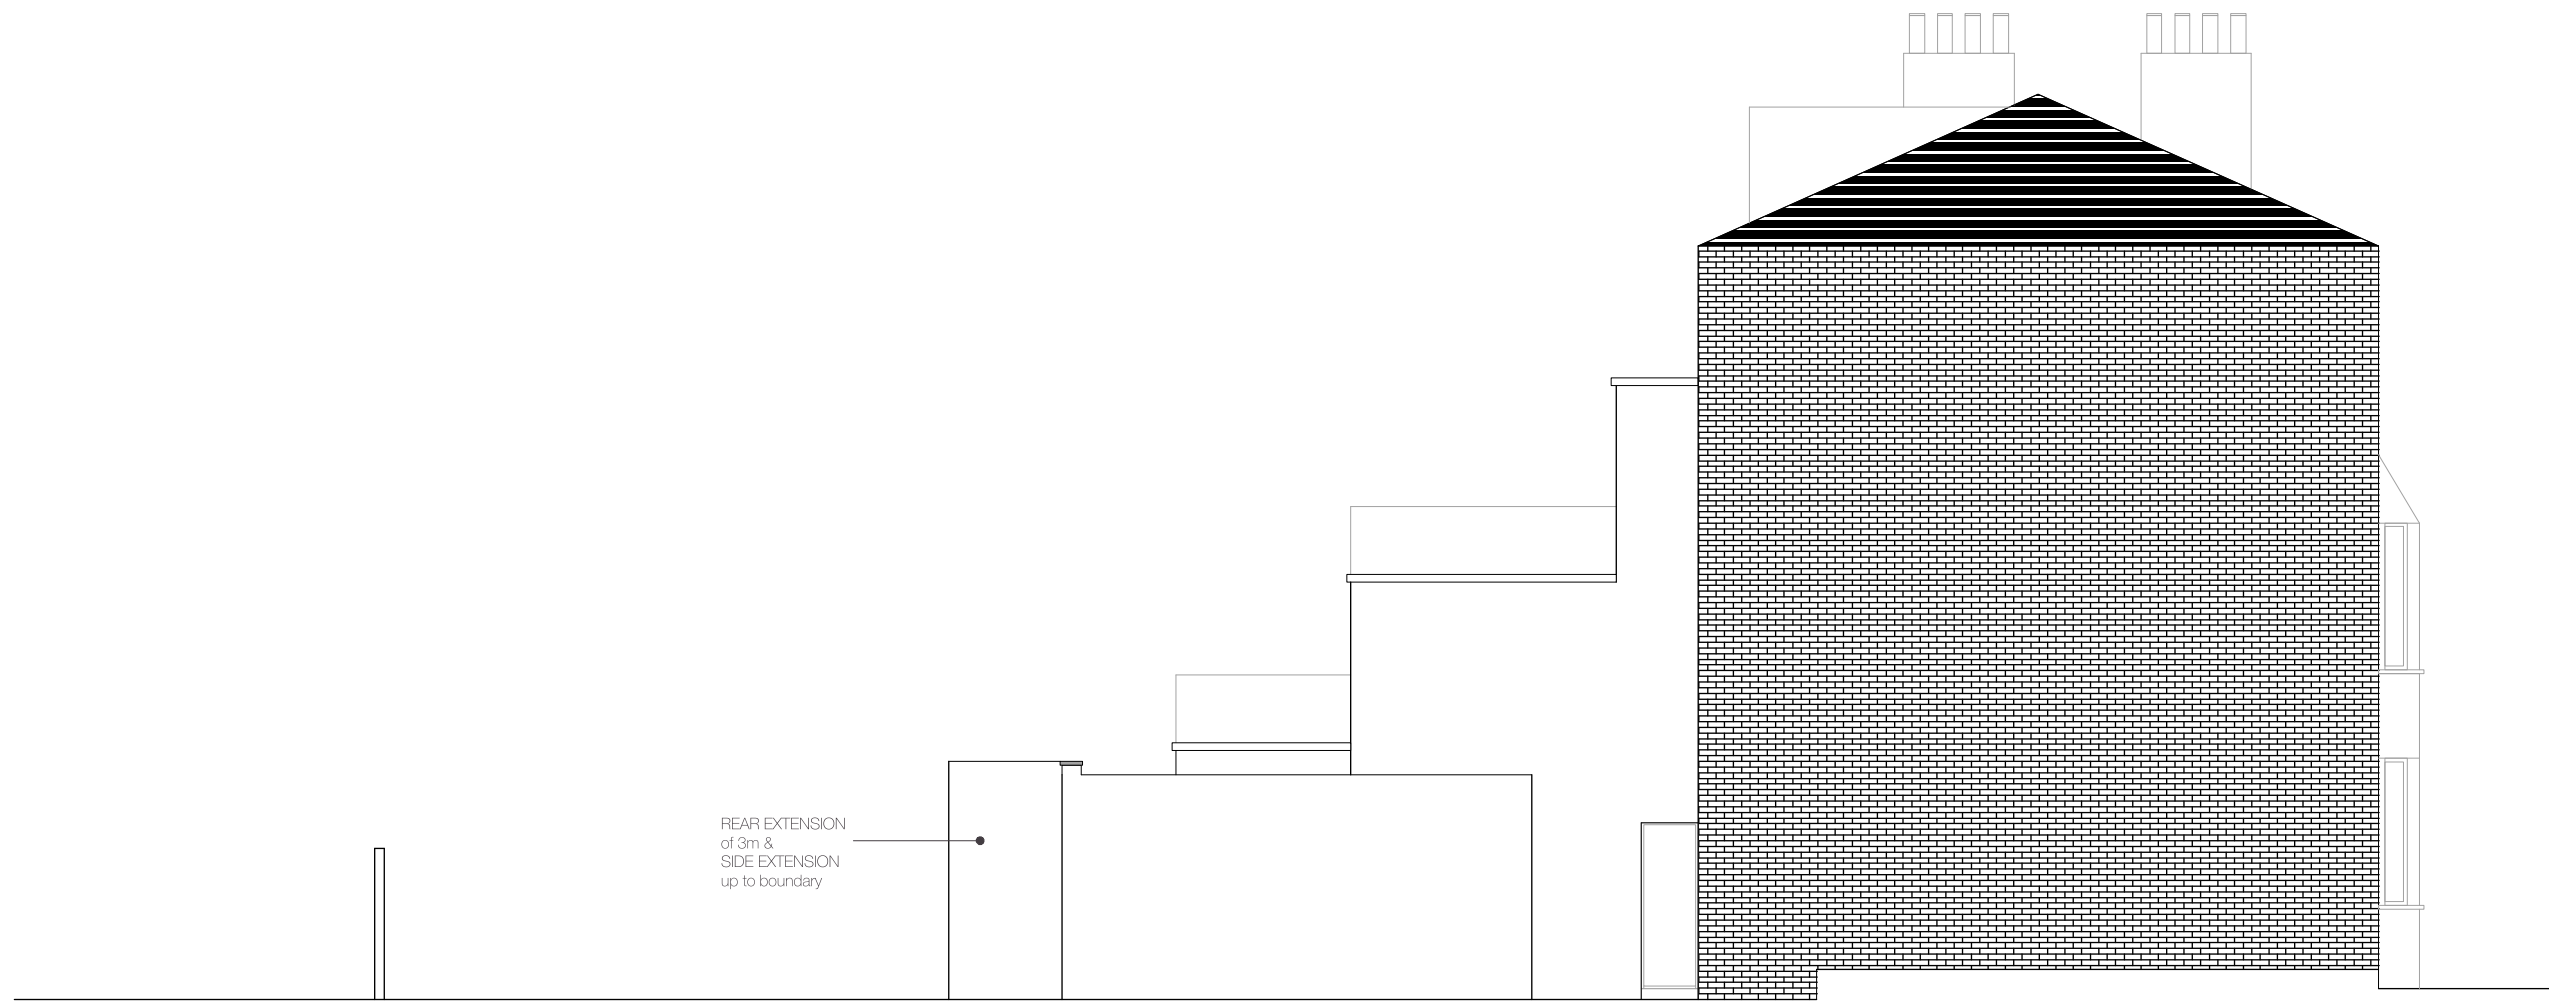 REAR EXTENSION
of 3m &
SIDE EXTENSION
up to boundary